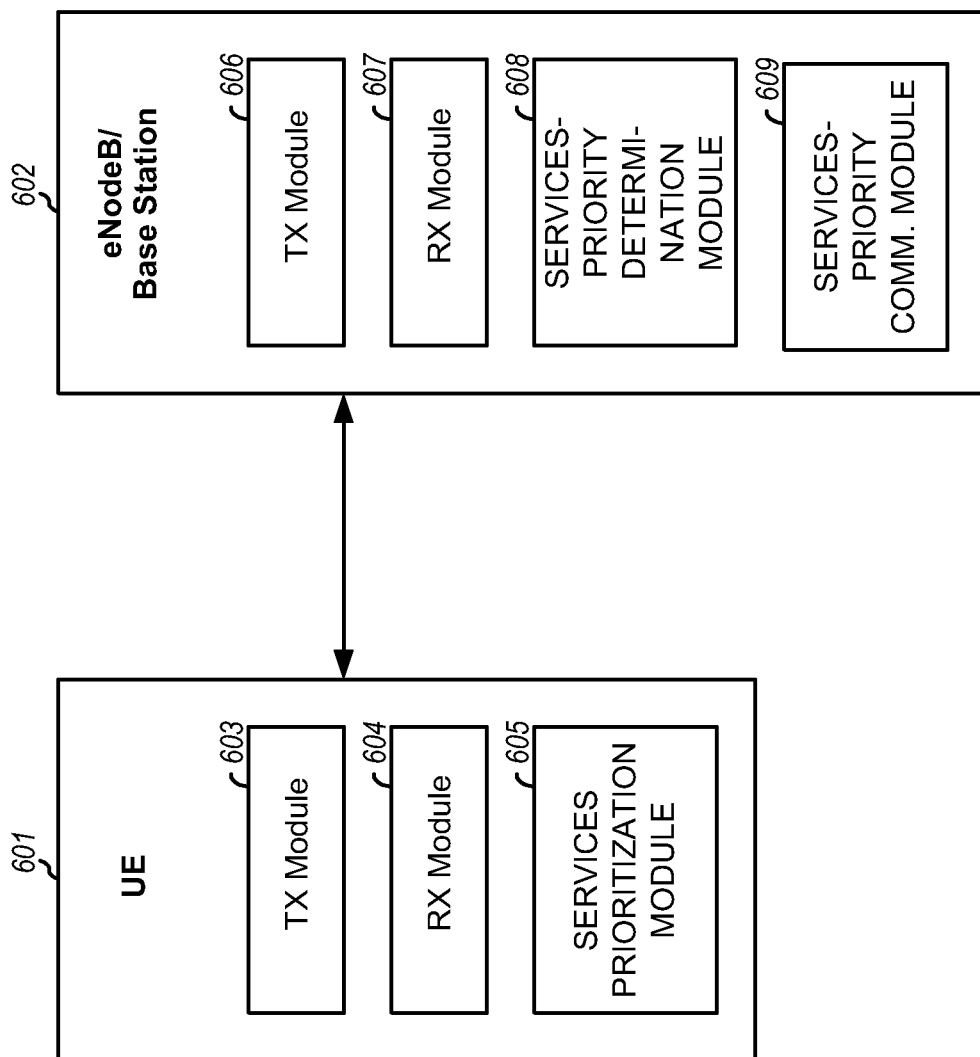 601
UE
603
TX Module
604
RX Module
605
SERVICES
PRIORITIZATION
MODULE
602
eNodeB/
Base Station
606
TX Module
607
RX Module
608
SERVICES-
PRIORITY
DETERMI-
NATION
MODULE
609
SERVICES-
PRIORITY
COMM. MODULE